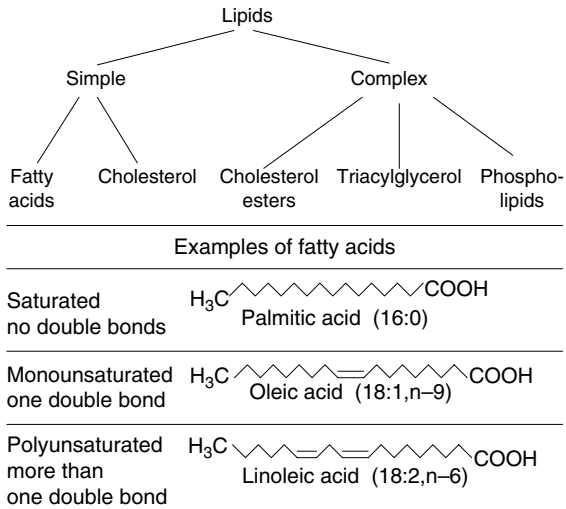 Lipids
Simple Complex
Fatty acids
Cholesterol
Cholesterol esters
Triacylglycerol
Phospho-
lipids
Examples of fatty acids
Saturated
no double bonds
H3C COOH
Palmitic acid (16:0)
Monounsaturated
one double bond
H3C COOH
Oleic acid (18:1,n–9)
Polyunsaturated
more than
one double bond
H3C COOH
Linoleic acid (18:2,n–6)